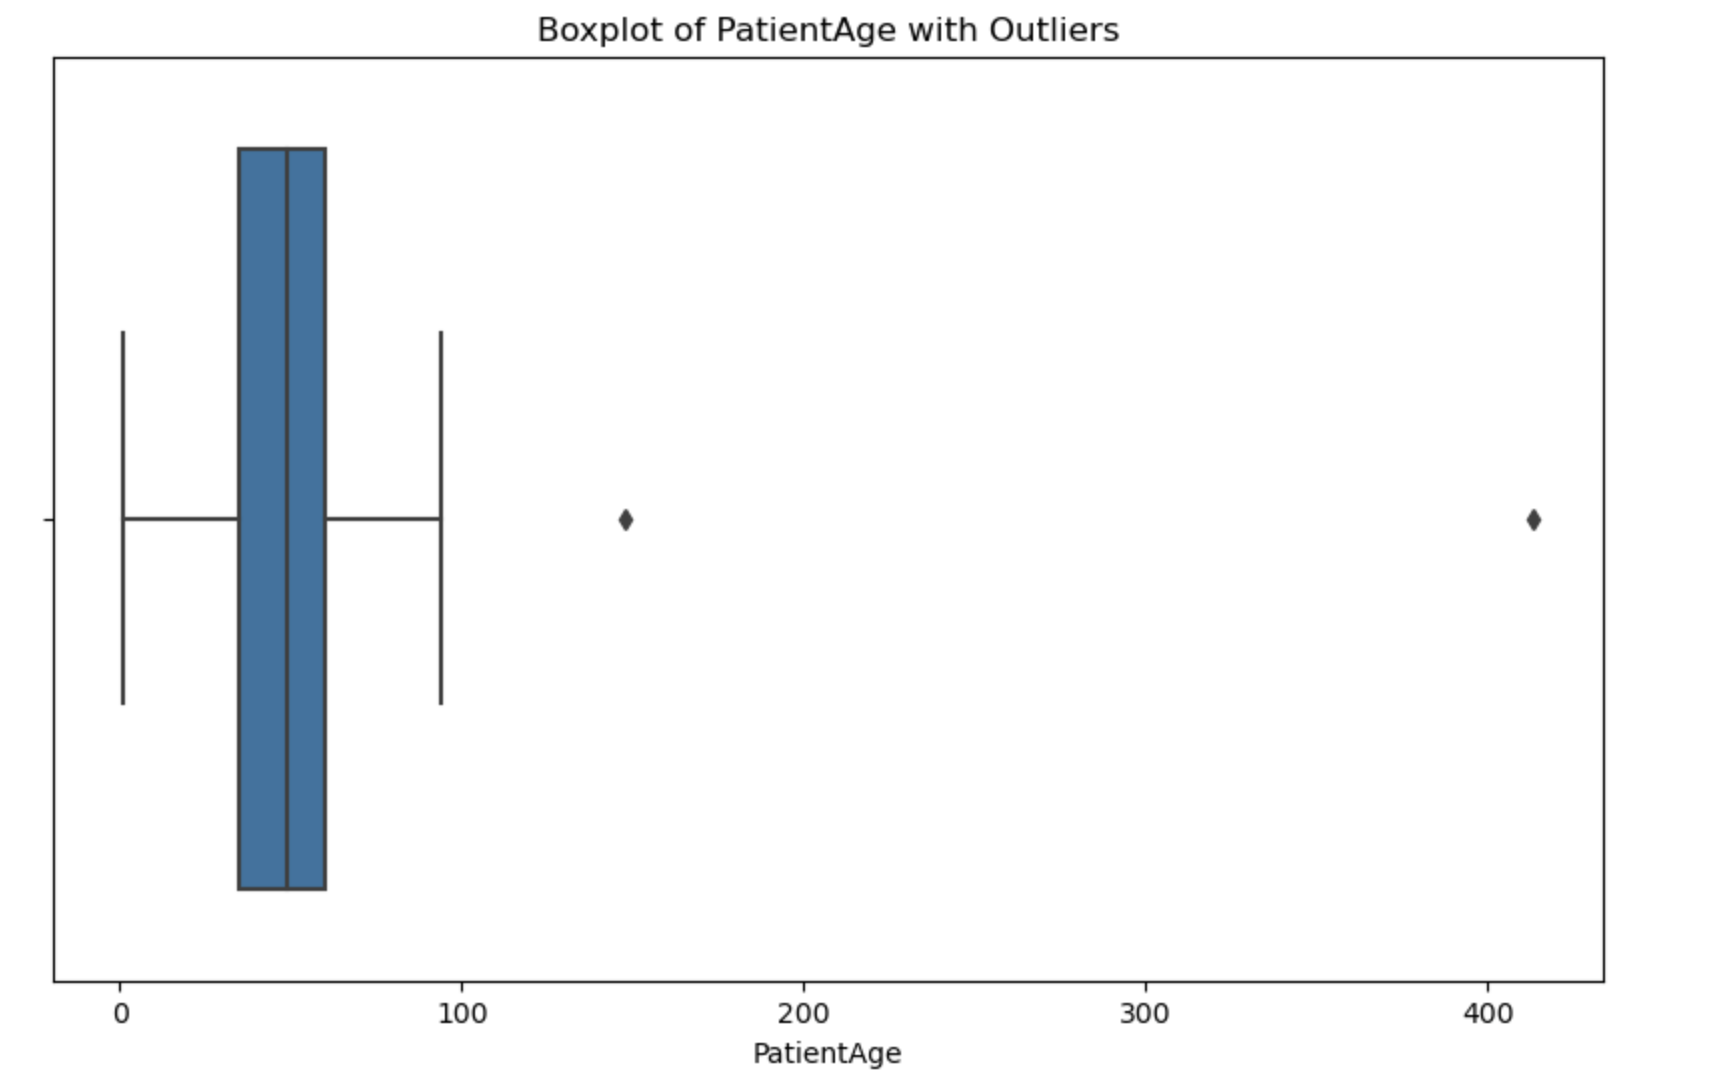 Boxplot of PatientAge with Outliers
0 100 200 300 400
PatientAge